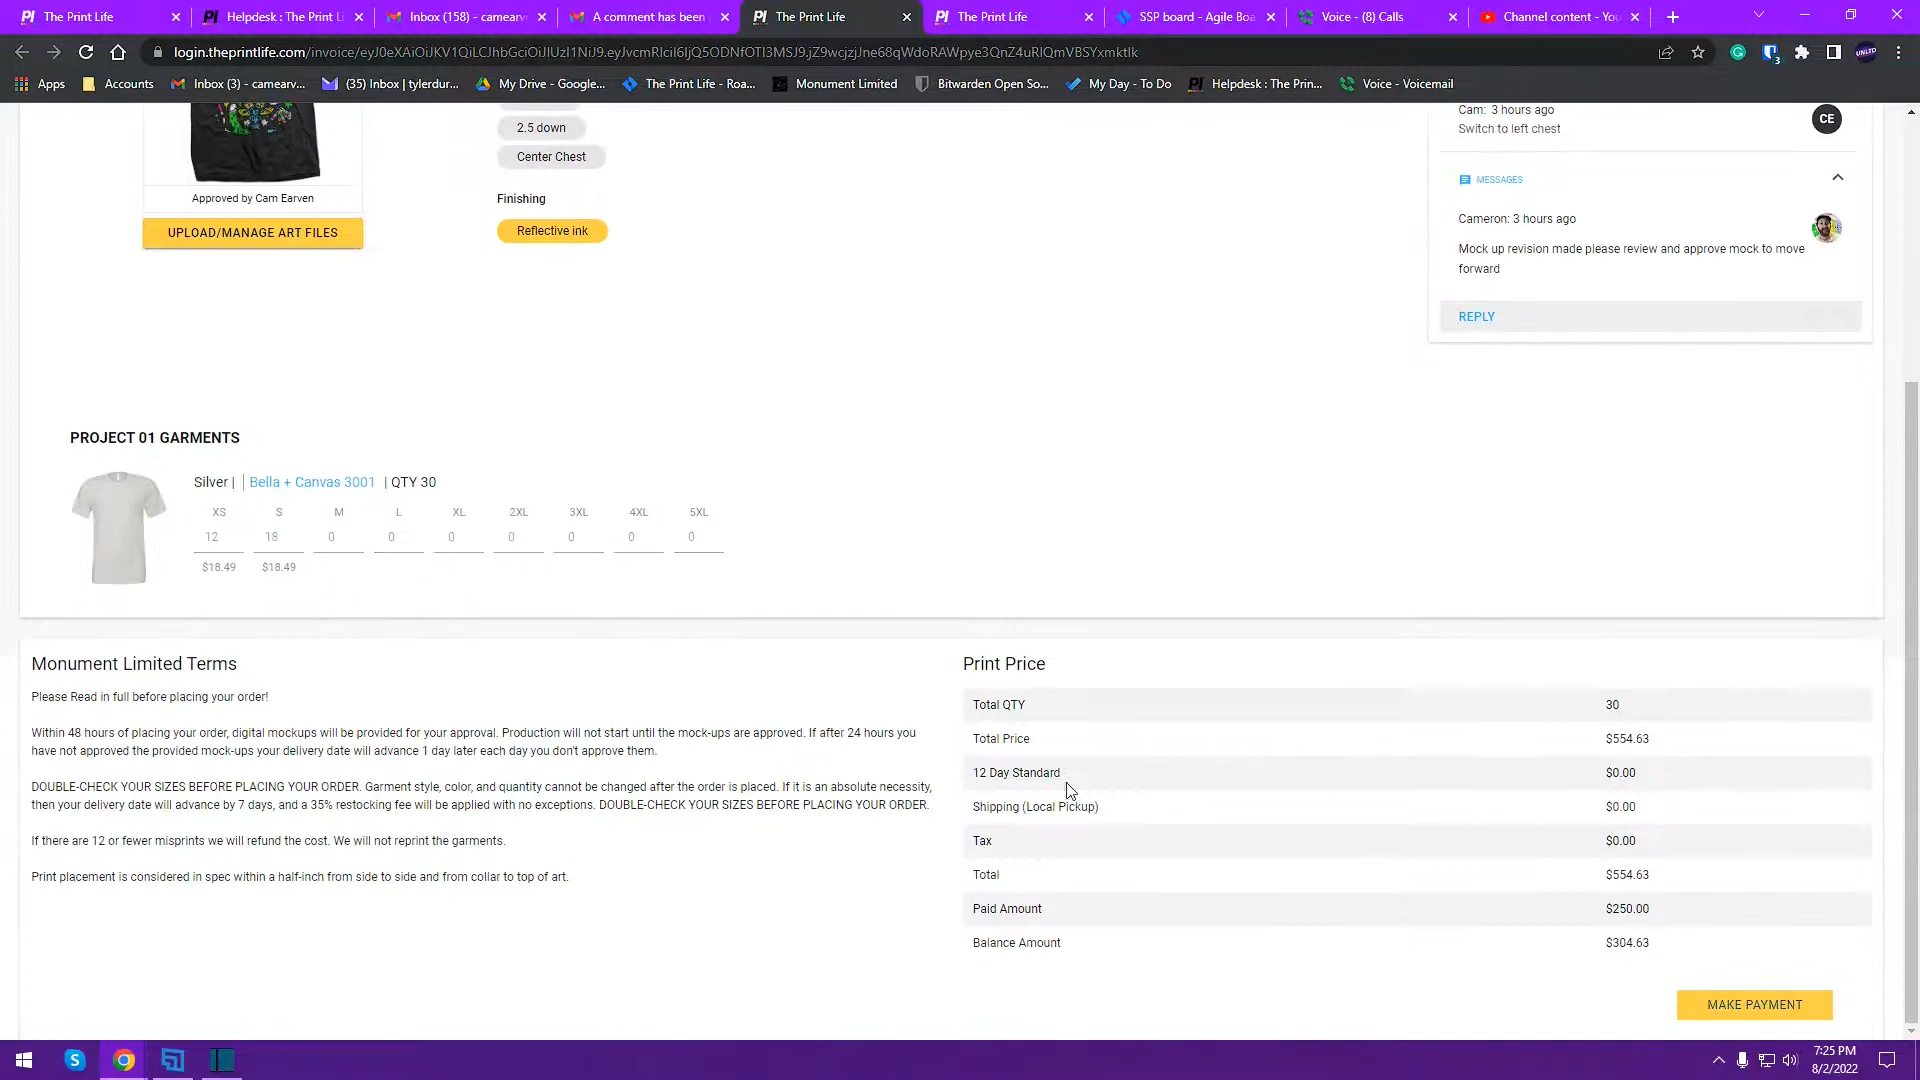 The Print Life
Helpdesk : The Print Li
Inbox (158) - camearv
A comment has been
The Print Life
The Print Life
SSP board - Agile Boa
Voice - (8) Calls
Channel content - You
Apps
Accounts
Inbox (3) - camearv...
(35) Inbox | tylerdur...
My Drive - Google...
The Print Life - Roa...
Monument Limited
Bitwarden Open So...
My Day - To Do
Helpdesk : The Prin...
Voice - Voicemail
2.5 down
Center Chest
Approved by Cam Earven
UPLOAD/MANAGE ART FILES
Finishing
Reflective ink
Cam: 3 hours ago
Switch to left chest
CE
MESSAGES
Cameron: 3 hours ago
Mock up revision made please review and approve mock to move
forward
REPLY
PROJECT 01 GARMENTS
Silver | | Bella + Canvas 3001 | QTY 30
XS S M L XL 2XL 3XL 4XL 5XL
12 18 0 0 0 0 0 0 0
$18.49 $18.49
Monument Limited Terms
Please Read in full before placing your order!
Within 48 hours of placing your order, digital mockups will be provided for your approval. Production will not start until the mock-ups are approved. If after 24 hours you
have not approved the provided mock-ups your delivery date will advance 1 day later each day you don't approve them.
DOUBLE-CHECK YOUR SIZES BEFORE PLACING YOUR ORDER. Garment style, color, and quantity cannot be changed after the order is placed. If it is an absolute necessity,
then your delivery date will advance by 7 days, and a 35% restocking fee will be applied with no exceptions. DOUBLE-CHECK YOUR SIZES BEFORE PLACING YOUR ORDER.
If there are 12 or fewer misprints we will refund the cost. We will not reprint the garments.
Print placement is considered in spec within a half-inch from side to side and from collar to top of art.
Print Price
Total QTY 30
Total Price $554.63
12 Day Standard $0.00
Shipping (Local Pickup) $0.00
Tax $0.00
Total $554.63
Paid Amount $250.00
Balance Amount $304.63
MAKE PAYMENT
7:25 PM
8/2/2022